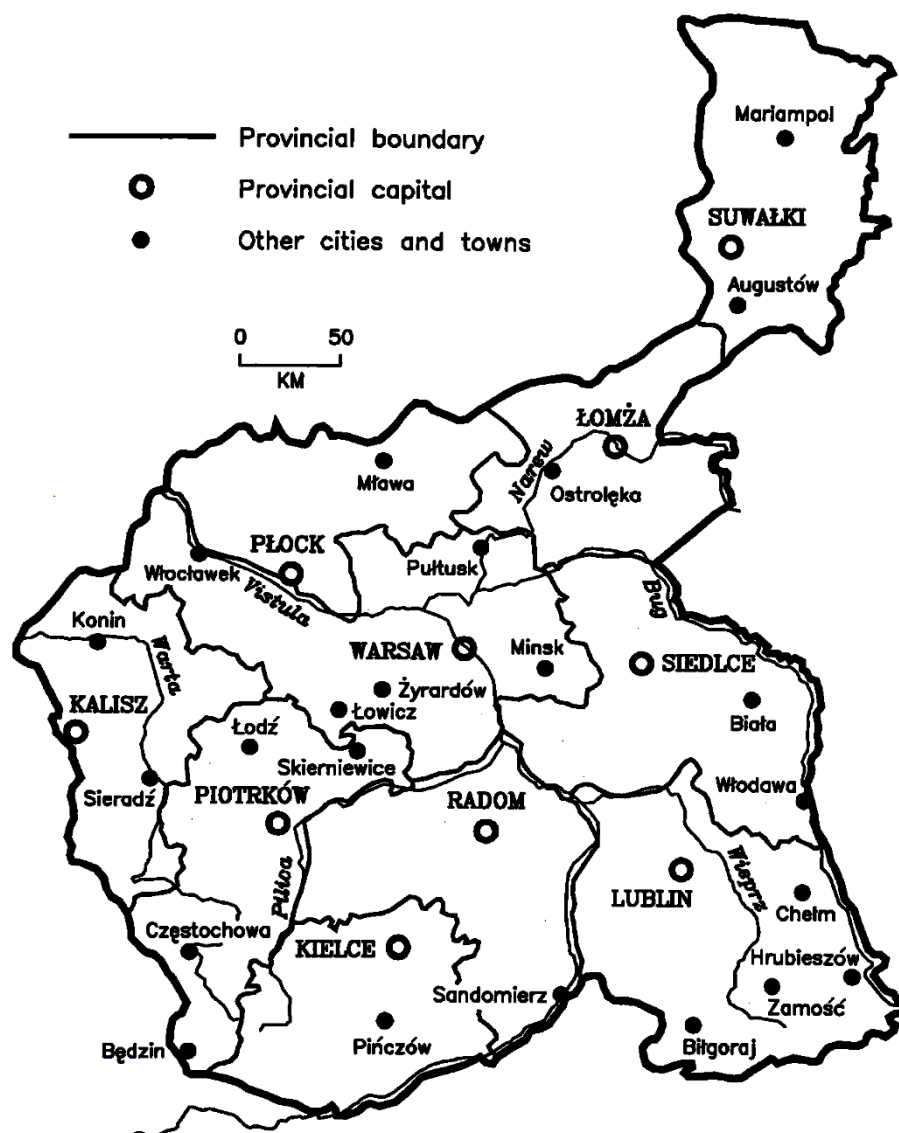 Provincial boundary
Provincial capital
Other cities and towns
0 50
KM
Mariampol
SUWAŁKI
Augustów
ŁOMŻA
Narew
Ostrolęka
Mława
PŁOCK
Włocławek
Vistula
Pułtusk
Bug
Konin
Warta
WARSAW
Minsk
SIEDLCE
KALISZ
Żyrardów
Łowicz
Biała
Łodź
Skierniewice
Sieradź
Włodawa
PIOTRKÓW
RADOM
Pilica
LUBLIN
Wieprz
Chełm
Częstochowa
KIELCE
Hrubieszów
Sandomierz
Zamość
Będzin
Pińczów
Biłgoraj